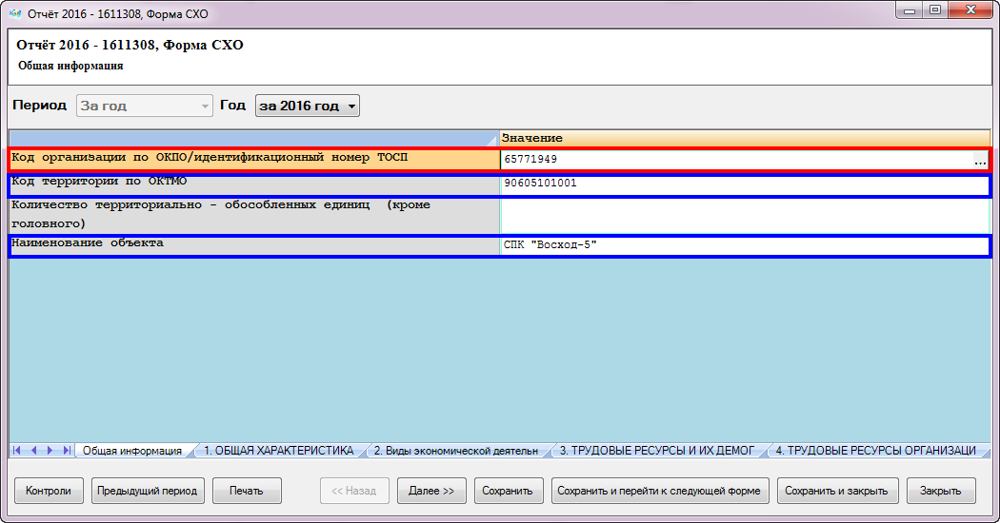 Отчёт 2016 - 1611308, Форма СХО
Отчёт 2016 - 1611308, Форма СХО
Общая информация
Период За год Год за 2016 год
Значение
Код организации по ОКПО/идентификационный номер ТОСП 65771949 ...
Код территории по ОКТМО 90605101001
Количество территориально - обособленных единиц (кроме
головного)
Наименование объекта СПК "Восход-5"
Общая информация 1. ОБЩАЯ ХАРАКТЕРИСТИКА 2. Виды экономической деятельн 3. ТРУДОВЫЕ РЕСУРСЫ И ИХ ДЕМОГ 4. ТРУДОВЫЕ РЕСУРСЫ ОРГАНИЗАЦИ
Контроли Предыдущий период Печать << Назад Далее >> Сохранить Сохранить и перейти к следующей форме Сохранить и закрыть Закрыть